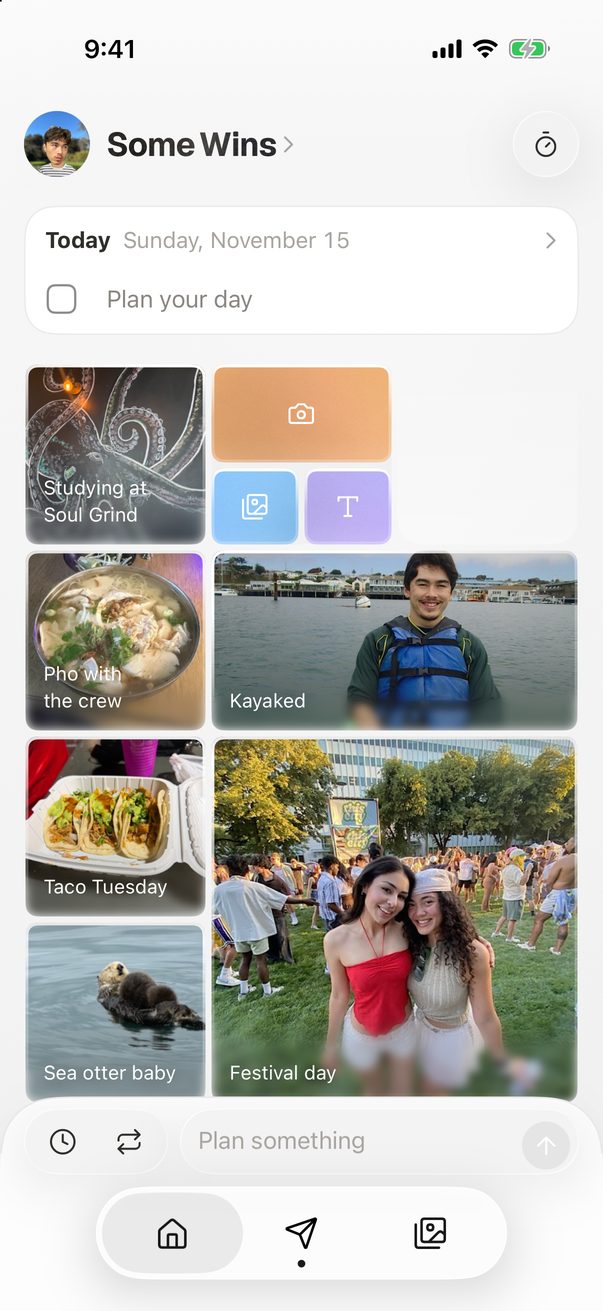 9:41
Some Wins
Today Sunday, November 15
Plan your day
Studying at
Soul Grind
T
Pho with
the crew
Kayaked
Taco Tuesday
Sea otter baby
Festival day
Plan something